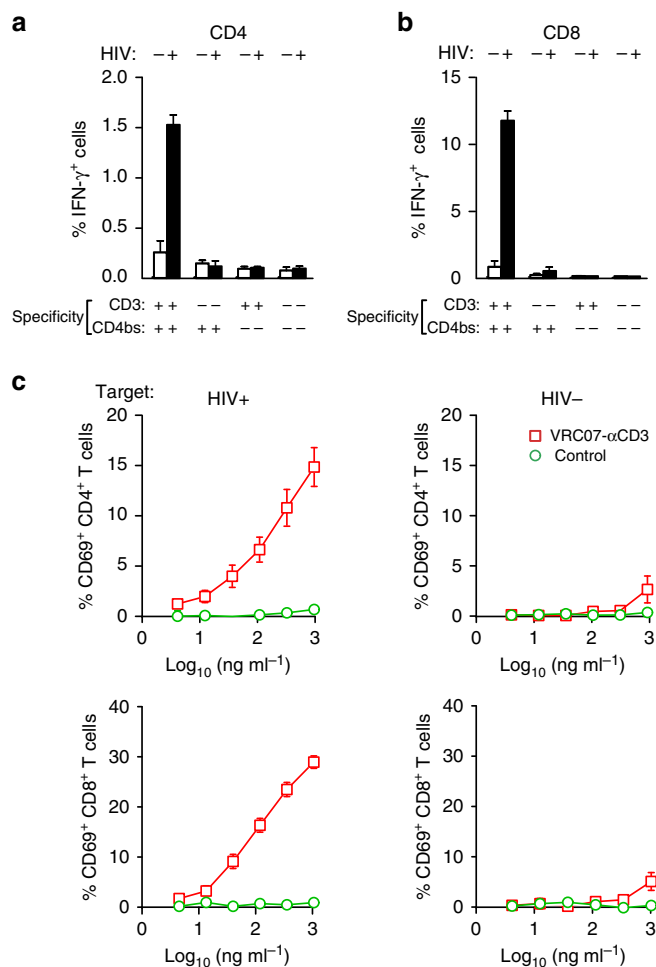 a
CD4
HIV: − + − + − + − +
2.0
1.5
1.0
0.5
0.0
% IFN-γ⁺ cells
Specificity
CD3: + + − − + + − −
CD4bs: + + + + − − − −
b
CD8
HIV: − + − + − + − +
15
10
5
0
% IFN-γ⁺ cells
Specificity
CD3: + + − − + + − −
CD4bs: + + + + − − − −
c
Target:
HIV+
20
15
10
5
0
% CD69⁺ CD4⁺ T cells
0 1 2 3
Log₁₀ (ng ml⁻¹)
HIV−
VRC07-αCD3
Control
20
15
10
5
0
% CD69⁺ CD4⁺ T cells
0 1 2 3
Log₁₀ (ng ml⁻¹)
40
30
20
10
0
% CD69⁺ CD8⁺ T cells
0 1 2 3
Log₁₀ (ng ml⁻¹)
40
30
20
10
0
% CD69⁺ CD8⁺ T cells
0 1 2 3
Log₁₀ (ng ml⁻¹)